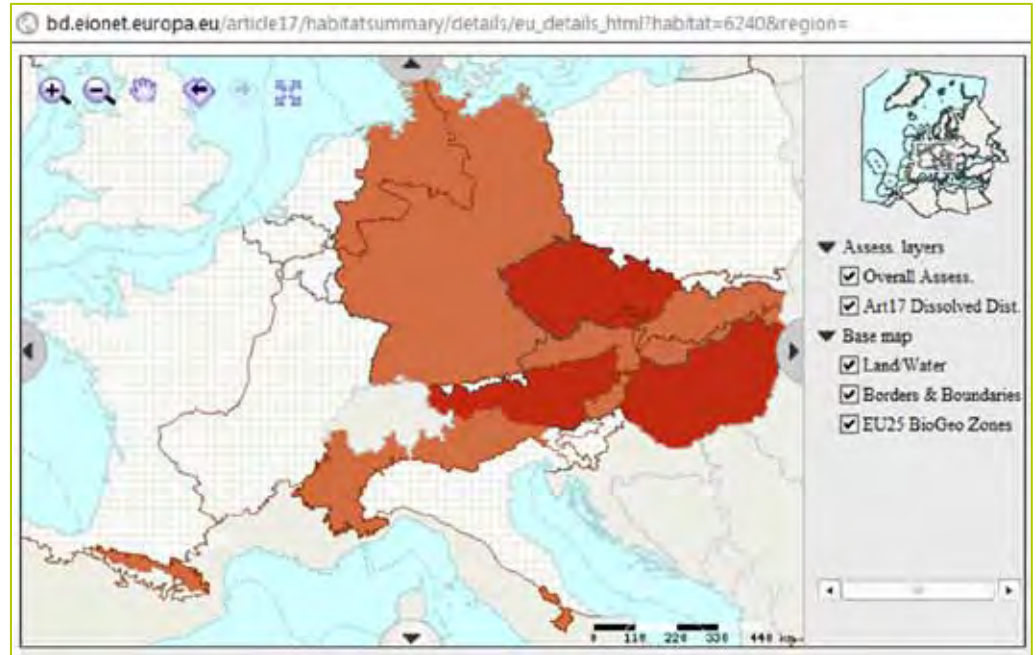 bd.eionet.europa.eu/article17/habitatsummary/details/eu_details_html?habitat=6240&region=
Assess. layers
Overall Assess.
Art17 Dissolved Dist.
Base map
Land/Water
Borders & Boundaries
EU25 BioGeo Zones
0 110 220 330 440 km